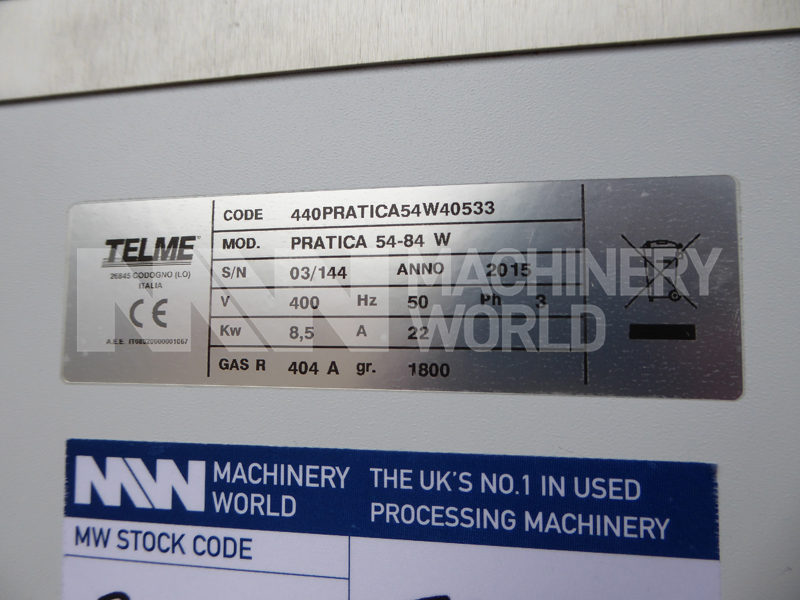 TELME®
26845 CODOGNO (LO)
ITALIA
CE
CODE 440PRATICA54W40533
MOD. PRATICA 54-84 W
S/N 03/144 ANNO 2015
V 400 Hz 50 Ph 3
Kw 8,5 A 22
GAS R 404 A gr. 1800
MW MACHINERY
WORLD
MW MACHINERY
WORLD
THE UK'S NO.1 IN USED
PROCESSING MACHINERY
MW STOCK CODE